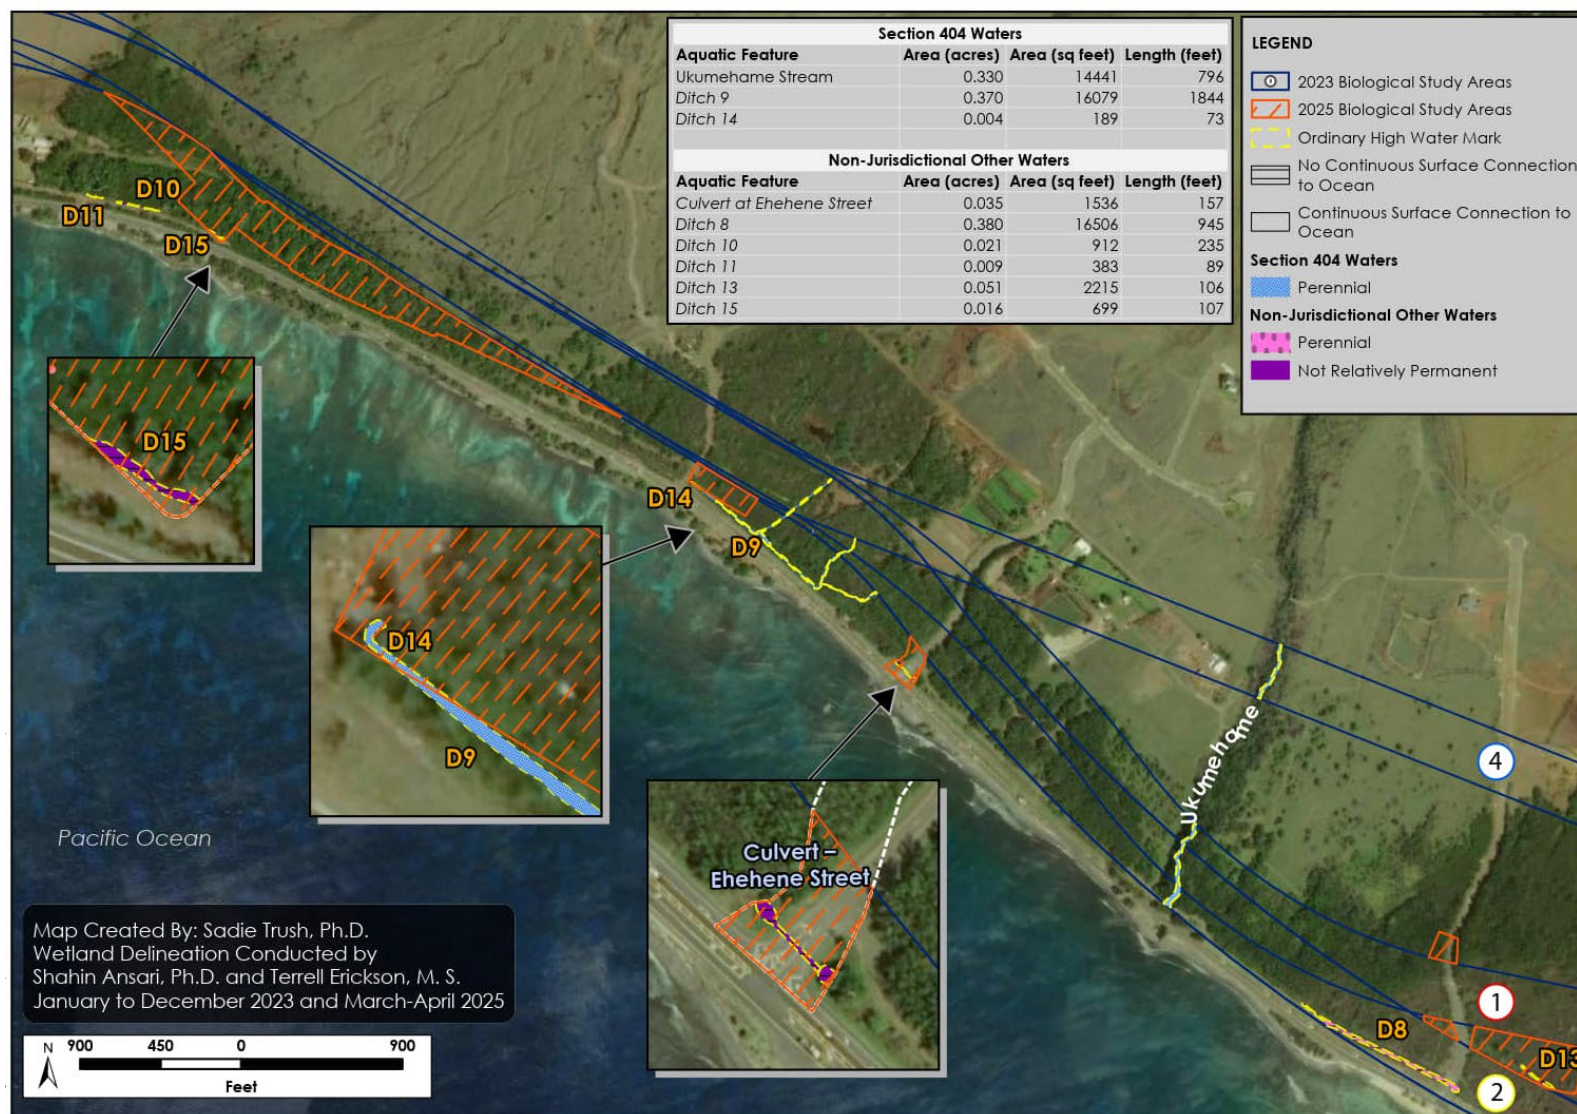 Section 404 Waters
Aquatic Feature Area (acres) Area (sq feet) Length (feet)
Ukumehame Stream 0.330 14441 796
Ditch 9 0.370 16079 1844
Ditch 14 0.004 189 73
Non-Jurisdictional Other Waters
Aquatic Feature Area (acres) Area (sq feet) Length (feet)
Culvert at Ehehene Street 0.035 1536 157
Ditch 8 0.380 16506 945
Ditch 10 0.021 912 235
Ditch 11 0.009 383 89
Ditch 13 0.051 2215 106
Ditch 15 0.016 699 107
LEGEND
2023 Biological Study Areas
2025 Biological Study Areas
Ordinary High Water Mark
No Continuous Surface Connection
to Ocean
Continuous Surface Connection to
Ocean
Section 404 Waters
Perennial
Non-Jurisdictional Other Waters
Perennial
Not Relatively Permanent
D10
D11
D15
D15
D14
D9
D14
D9
Culvert –
Ehehene Street
Ukumehame
4
1
D8
D13
2
Pacific Ocean
Map Created By: Sadie Trush, Ph.D.
Wetland Delineation Conducted by
Shahin Ansari, Ph.D. and Terrell Erickson, M. S.
January to December 2023 and March-April 2025
N 900 450 0 900
Feet